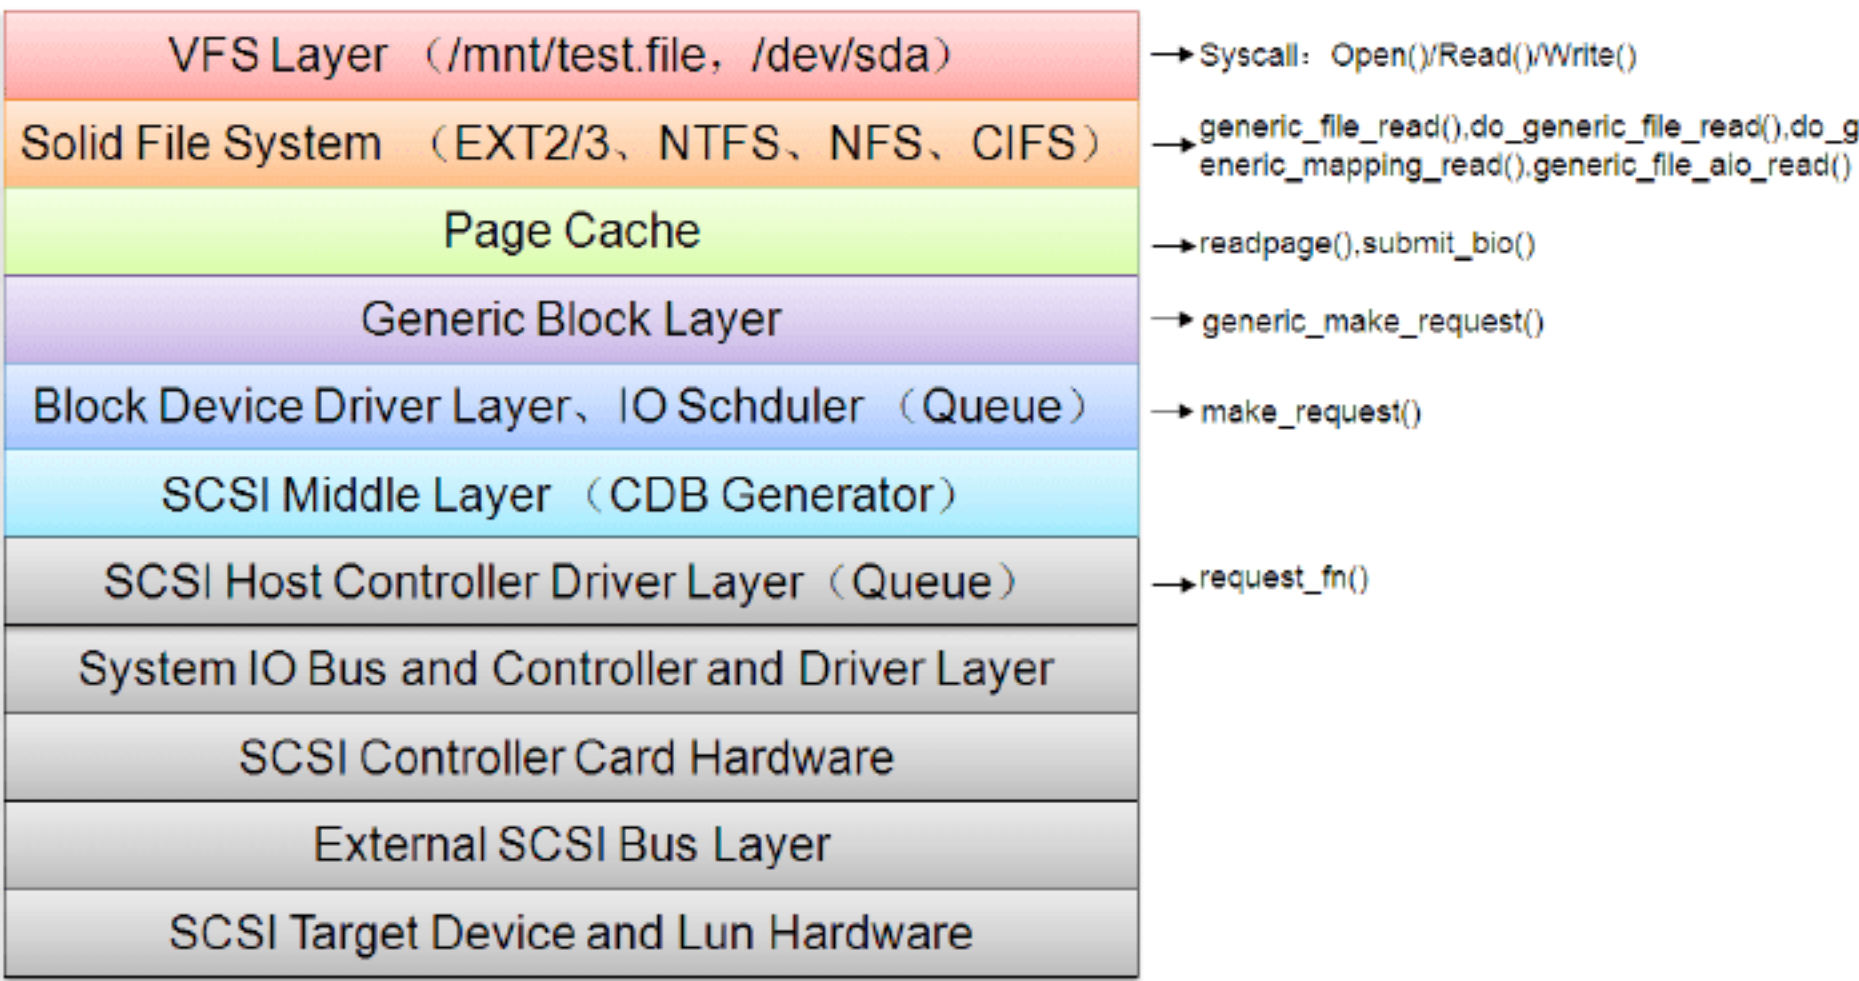 VFS Layer （/mnt/test.file，/dev/sda）
Syscall：Open()/Read()/Write()
Solid File System （EXT2/3、NTFS、NFS、CIFS）
generic_file_read(),do_generic_file_read(),do_g
eneric_mapping_read(),generic_file_aio_read()
Page Cache
readpage(),submit_bio()
Generic Block Layer
generic_make_request()
Block Device Driver Layer、IO Schduler （Queue）
make_request()
SCSI Middle Layer （CDB Generator）
SCSI Host Controller Driver Layer（Queue）
request_fn()
System IO Bus and Controller and Driver Layer
SCSI Controller Card Hardware
External SCSI Bus Layer
SCSI Target Device and Lun Hardware